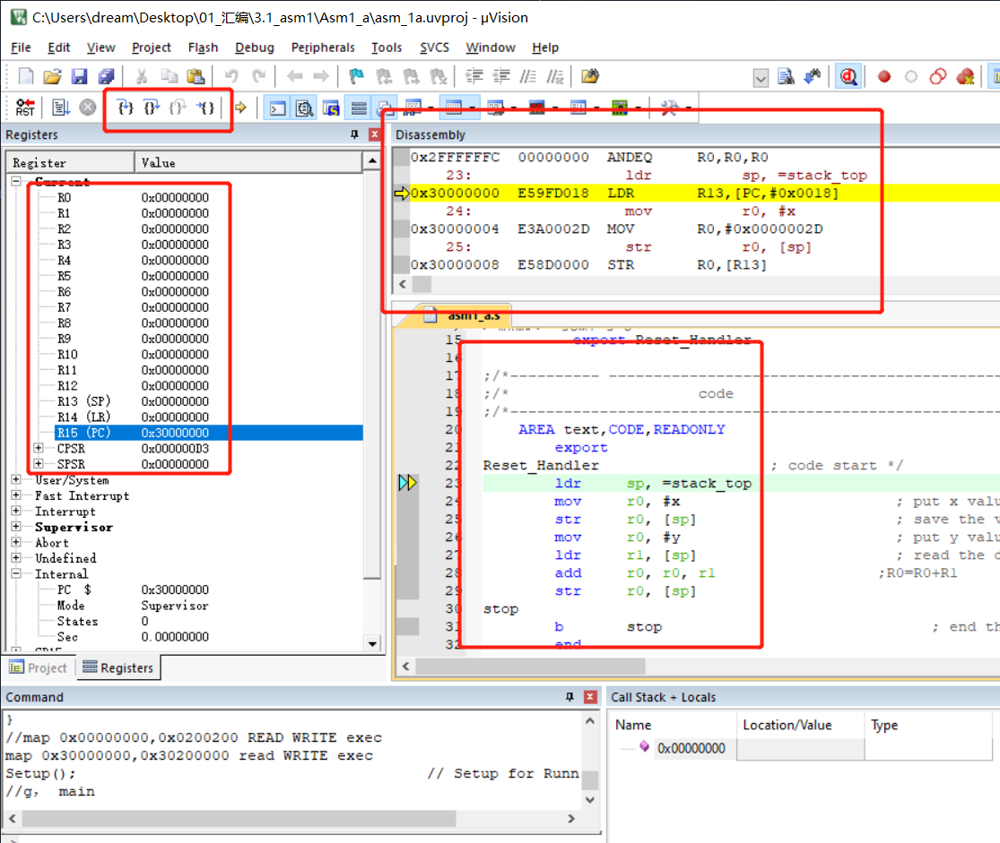 C:\Users\dream\Desktop\01_汇编\3.1_asm1\Asm1_a\asm_1a.uvproj - µVision
File Edit View Project Flash Debug Peripherals Tools SVCS Window Help
RST
Registers
Register Value
Current
R0 0x00000000
R1 0x00000000
R2 0x00000000
R3 0x00000000
R4 0x00000000
R5 0x00000000
R6 0x00000000
R7 0x00000000
R8 0x00000000
R9 0x00000000
R10 0x00000000
R11 0x00000000
R12 0x00000000
R13 (SP) 0x00000000
R14 (LR) 0x00000000
R15 (PC) 0x30000000
CPSR 0x000000D3
SPSR 0x00000000
User/System
Fast Interrupt
Interrupt
Supervisor
Abort
Undefined
Internal
PC $ 0x30000000
Mode Supervisor
States 0
Sec 0.00000000
Project Registers
Disassembly
0x2FFFFFFC 00000000 ANDEQ R0,R0,R0
23: ldr sp, =stack_top
0x30000000 E59FD018 LDR R13,[PC,#0x0018]
24: mov r0, #x
0x30000004 E3A0002D MOV R0,#0x0000002D
25: str r0, [sp]
0x30000008 E58D0000 STR R0,[R13]
asm1_a.s
15 export Reset_Handler
16
17 ;/*----------- -----------------------------------------------
18 ;/* code
19 ;/*-----------------------------------------------------------
20 AREA text,CODE,READONLY
21 export
22 Reset_Handler ; code start */
23 ldr sp, =stack_top
24 mov r0, #x ; put x valu
25 str r0, [sp] ; save the v
26 mov r0, #y ; put y valu
27 ldr r1, [sp] ; read the d
28 add r0, r0, r1 ;R0=R0+R1
29 str r0, [sp]
30 stop
31 b stop ; end th
32 end
Command
}
//map 0x00000000,0x0200200 READ WRITE exec
map 0x30000000,0x30200000 read WRITE exec
Setup(); // Setup for Runn
//g, main
Call Stack + Locals
Name Location/Value Type
0x00000000